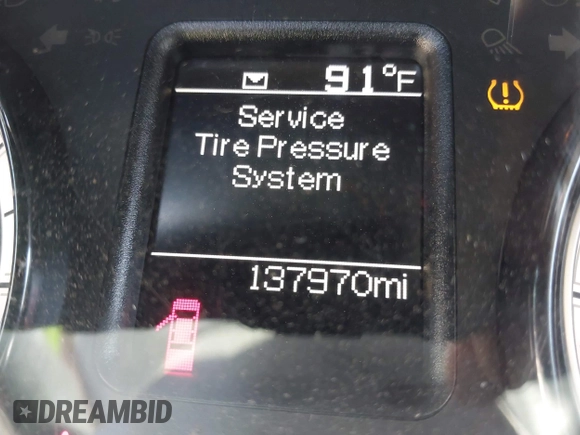 91°F
Service
Tire Pressure
System
137970mi
DREAMBID